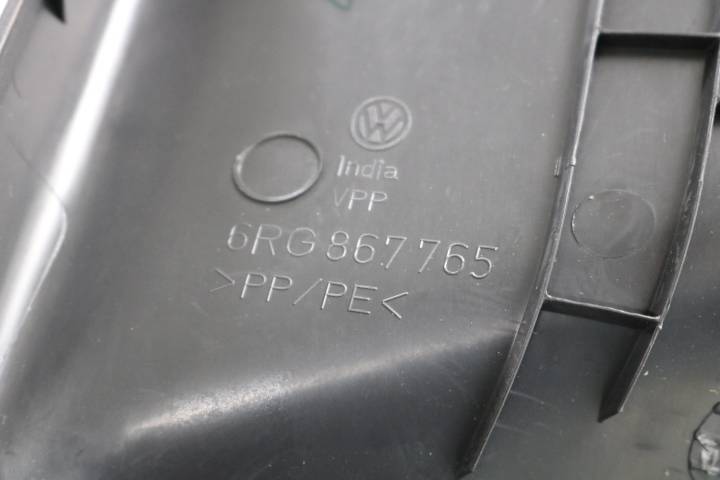 India
VPP
6RG 867 765
>PP/PE<